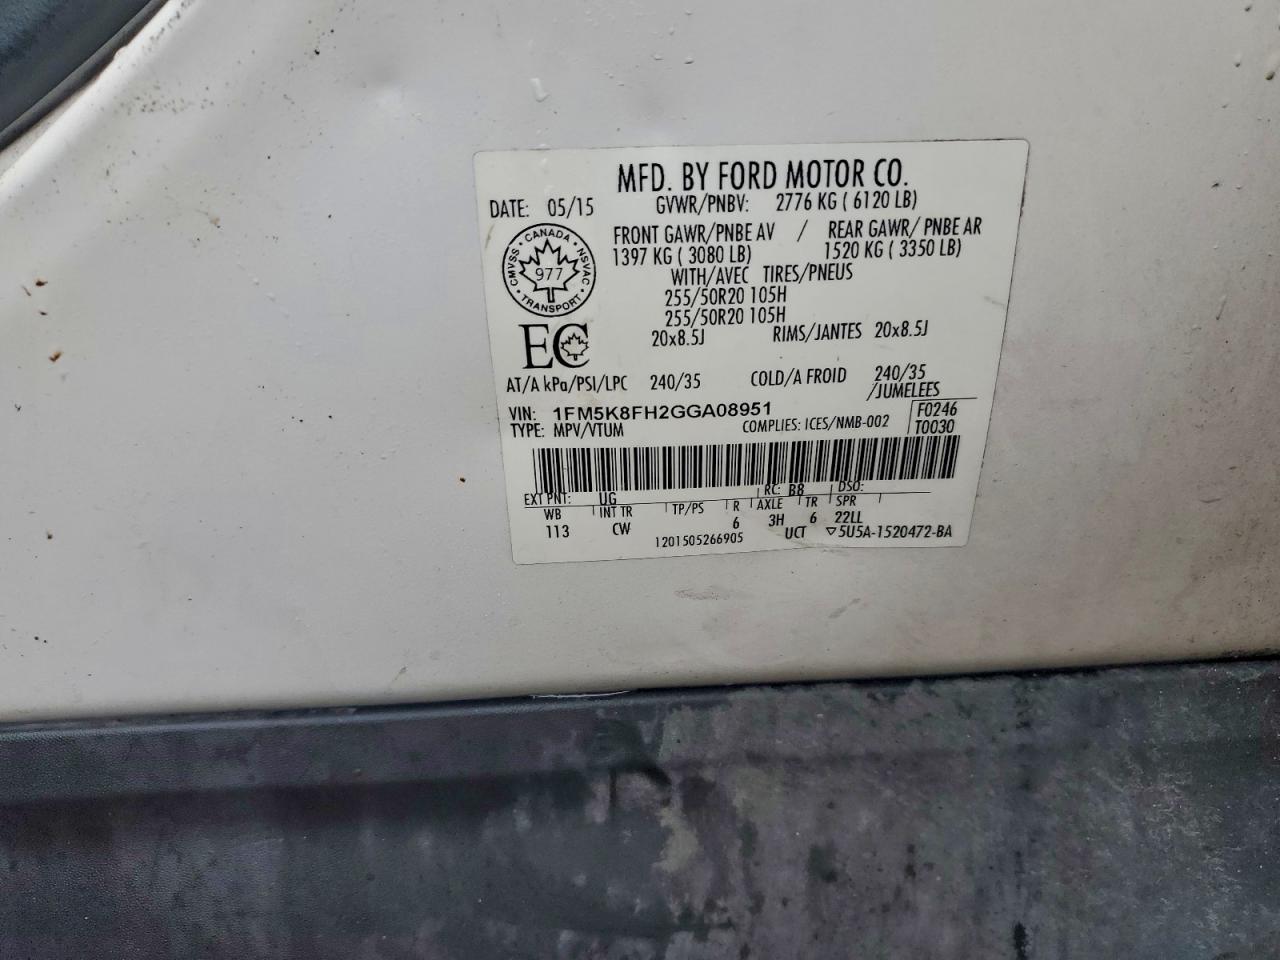 MFD. BY FORD MOTOR CO.
DATE: 05/15 GVWR/PNBV: 2776 KG ( 6120 LB)
FRONT GAWR/PNBE AV / REAR GAWR/ PNBE AR
1397 KG ( 3080 LB) 1520 KG ( 3350 LB)
WITH/AVEC TIRES/PNEUS
255/50R20 105H
255/50R20 105H
20x8.5J RIMS/JANTES 20x8.5J
CANADA
CMVSS NSVAC
977
TRANSPORT
EC
AT/A kPa/PSI/LPC 240/35 COLD/A FROID 240/35
/JUMELEES
VIN: 1FM5K8FH2GGA08951 F0246
TYPE: MPV/VTUM COMPLIES: ICES/NMB-002 T0030
EXT PNT: UG RC: B8 DSO:
WB INT TR TP/PS R AXLE TR SPR
113 CW 6 3H 6 22LL
1201505266905 UCT ▽5U5A-1520472-BA